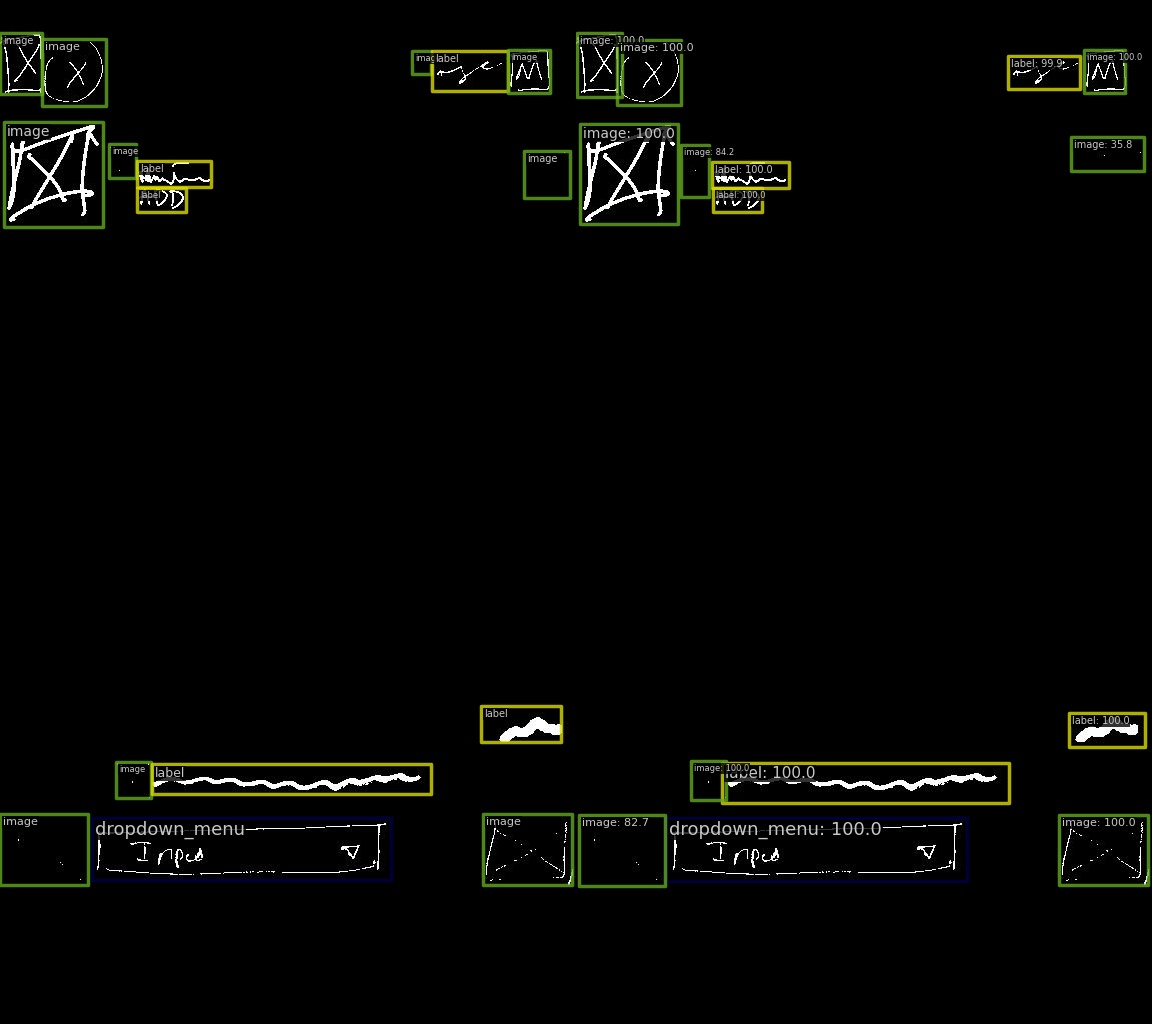 image image image label image image: 100.0 image: 100.0 label: 99.9 image: 100.0
X X M X X M
image image label image image: 100.0 image: 84.2 label: 100.0 image: 35.8
label label: 100.0
label label: 100.0
image label image: 100.0 label: 100.0
image dropdown_menu image image: 82.7 dropdown_menu: 100.0 image: 100.0